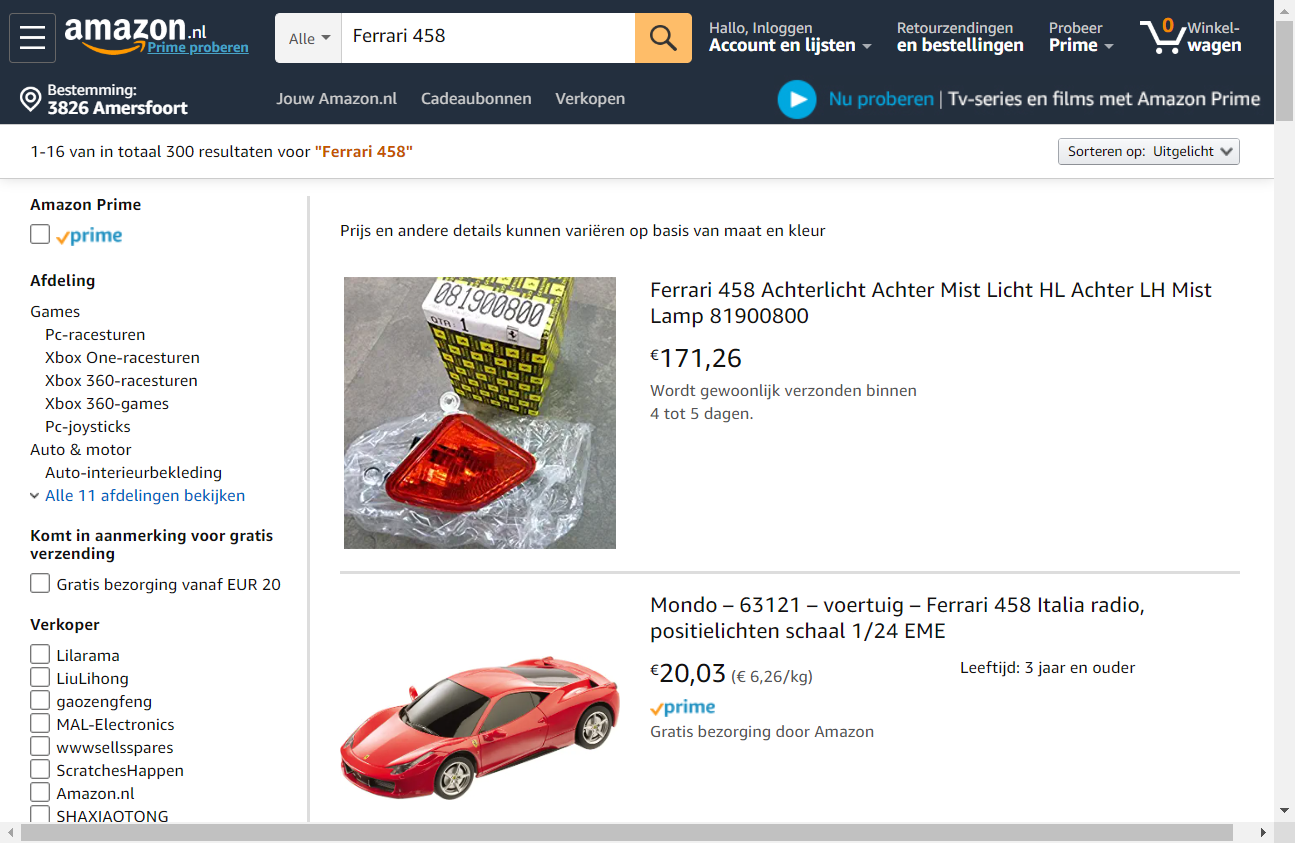 amazon.nl
Prime proberen
Alle
Ferrari 458
Hallo, Inloggen
Account en lijsten
Retourzendingen
en bestellingen
Probeer
Prime
0
Winkel-
wagen
Bestemming:
3826 Amersfoort
Jouw Amazon.nl
Cadeaubonnen
Verkopen
Nu proberen | Tv-series en films met Amazon Prime
1-16 van in totaal 300 resultaten voor "Ferrari 458"
Sorteren op: Uitgelicht
Amazon Prime
prime
Afdeling
Games
Pc-racesturen
Xbox One-racesturen
Xbox 360-racesturen
Xbox 360-games
Pc-joysticks
Auto & motor
Auto-interieurbekleding
Alle 11 afdelingen bekijken
Komt in aanmerking voor gratis
verzending
Gratis bezorging vanaf EUR 20
Verkoper
Lilarama
LiuLihong
gaozengfeng
MAL-Electronics
wwwsellsspares
ScratchesHappen
Amazon.nl
SHAXIAOTONG
Prijs en andere details kunnen variëren op basis van maat en kleur
081900800
QTA: 1
Ferrari 458 Achterlicht Achter Mist Licht HL Achter LH Mist
Lamp 81900800
€171,26
Wordt gewoonlijk verzonden binnen
4 tot 5 dagen.
Mondo – 63121 – voertuig – Ferrari 458 Italia radio,
positielichten schaal 1/24 EME
€20,03 (€ 6,26/kg)
prime
Gratis bezorging door Amazon
Leeftijd: 3 jaar en ouder